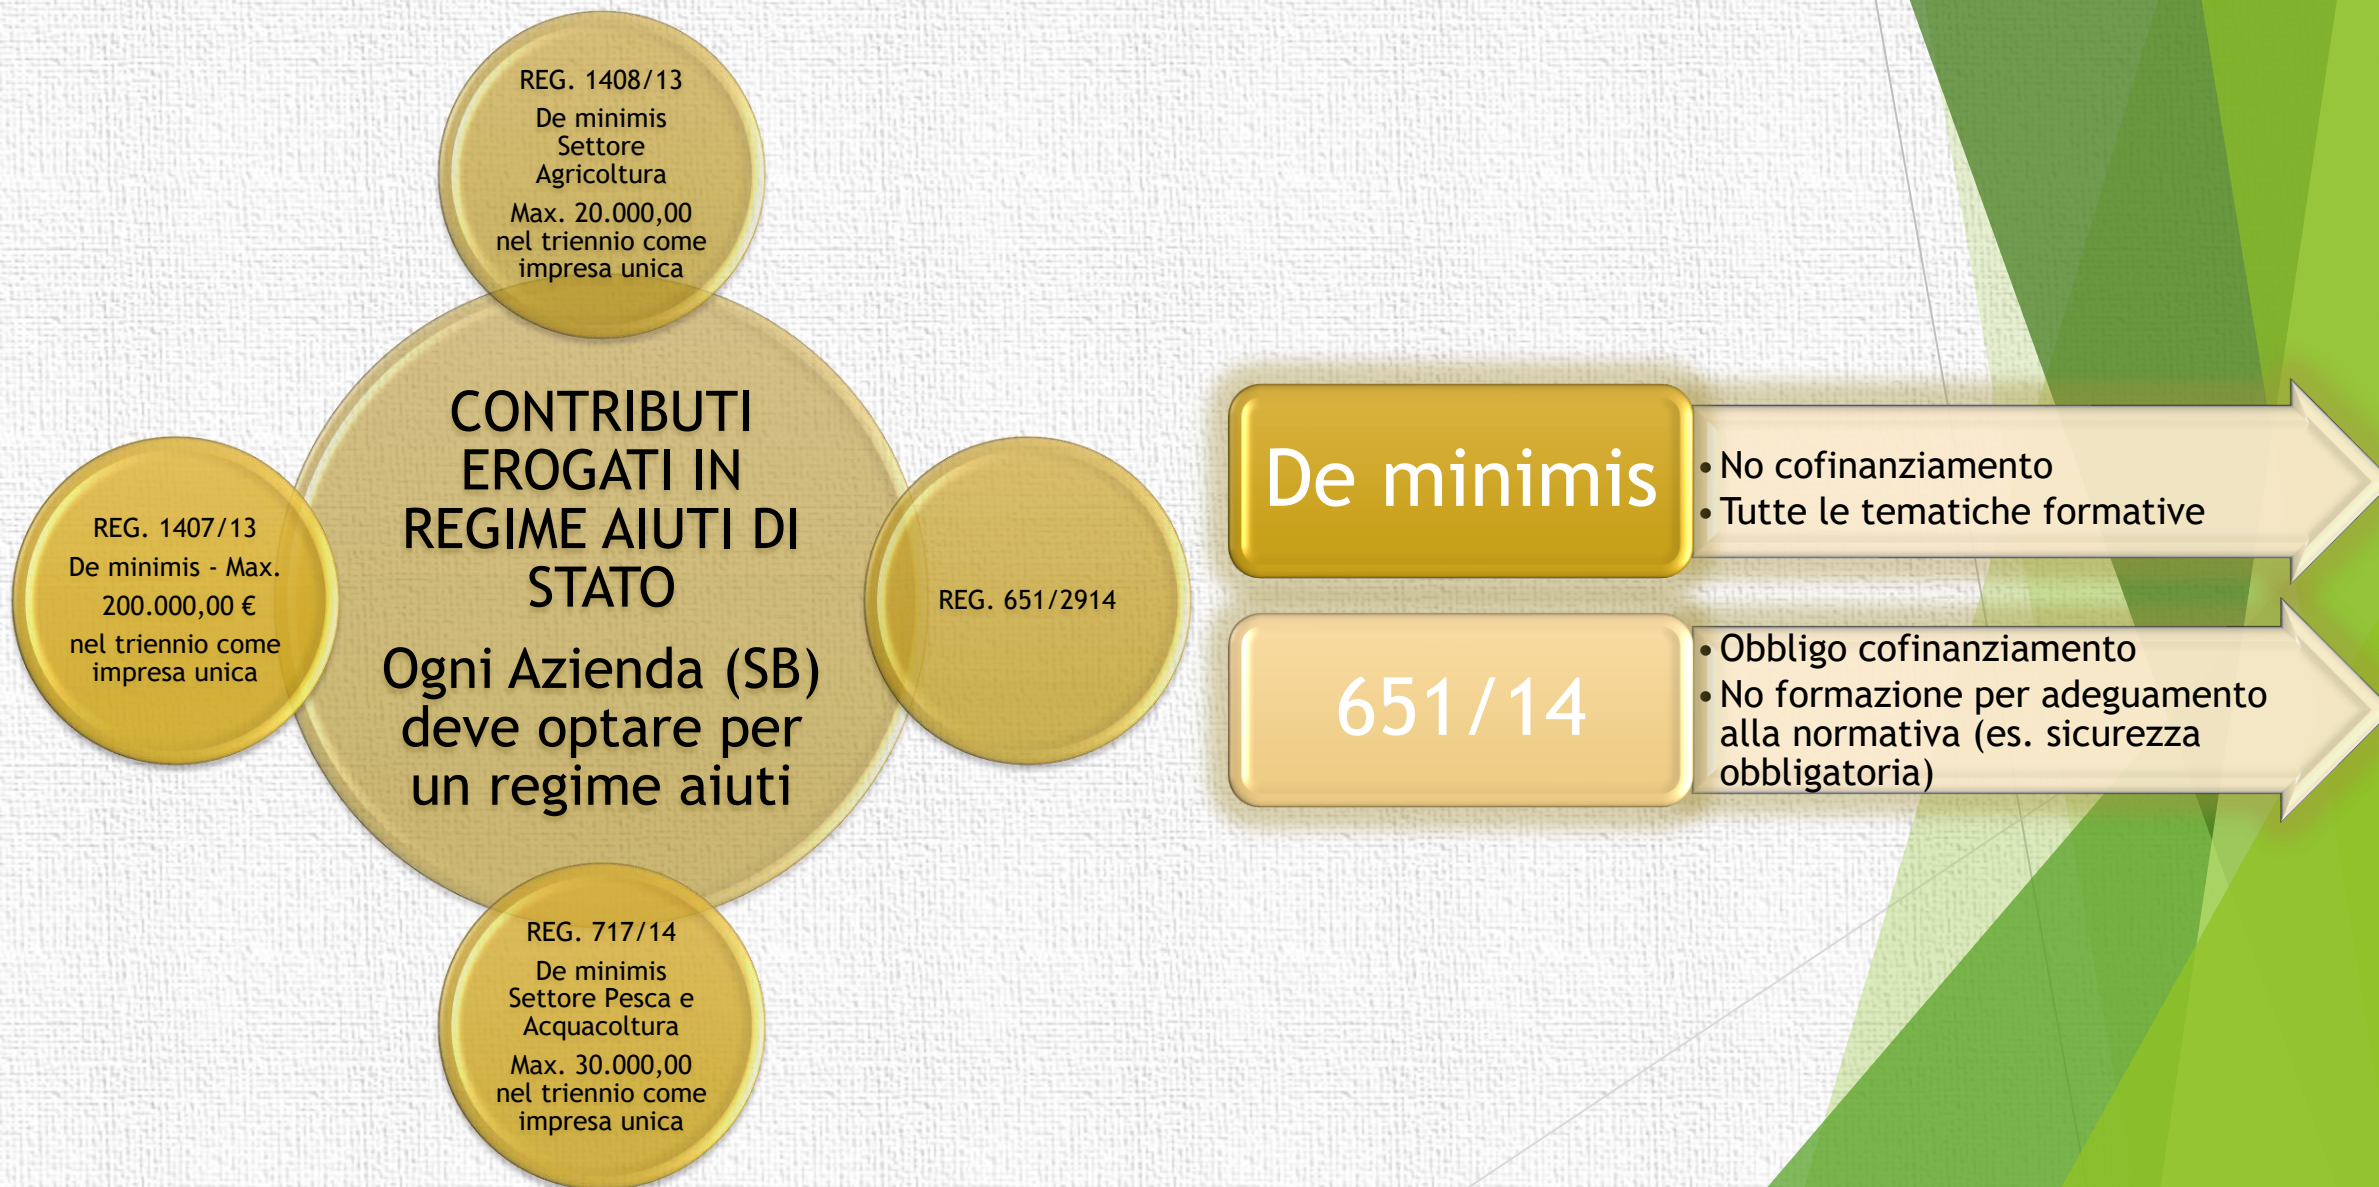 REG. 1408/13
De minimis
Settore
Agricoltura
Max. 20.000,00
nel triennio come
impresa unica
CONTRIBUTI
EROGATI IN
REGIME AIUTI DI
STATO
Ogni Azienda (SB)
deve optare per
un regime aiuti
REG. 1407/13
De minimis - Max.
200.000,00 €
nel triennio come
impresa unica
REG. 651/2914
REG. 717/14
De minimis
Settore Pesca e
Acquacoltura
Max. 30.000,00
nel triennio come
impresa unica
De minimis
• No cofinanziamento
• Tutte le tematiche formative
651/14
• Obbligo cofinanziamento
• No formazione per adeguamento
alla normativa (es. sicurezza
obbligatoria)